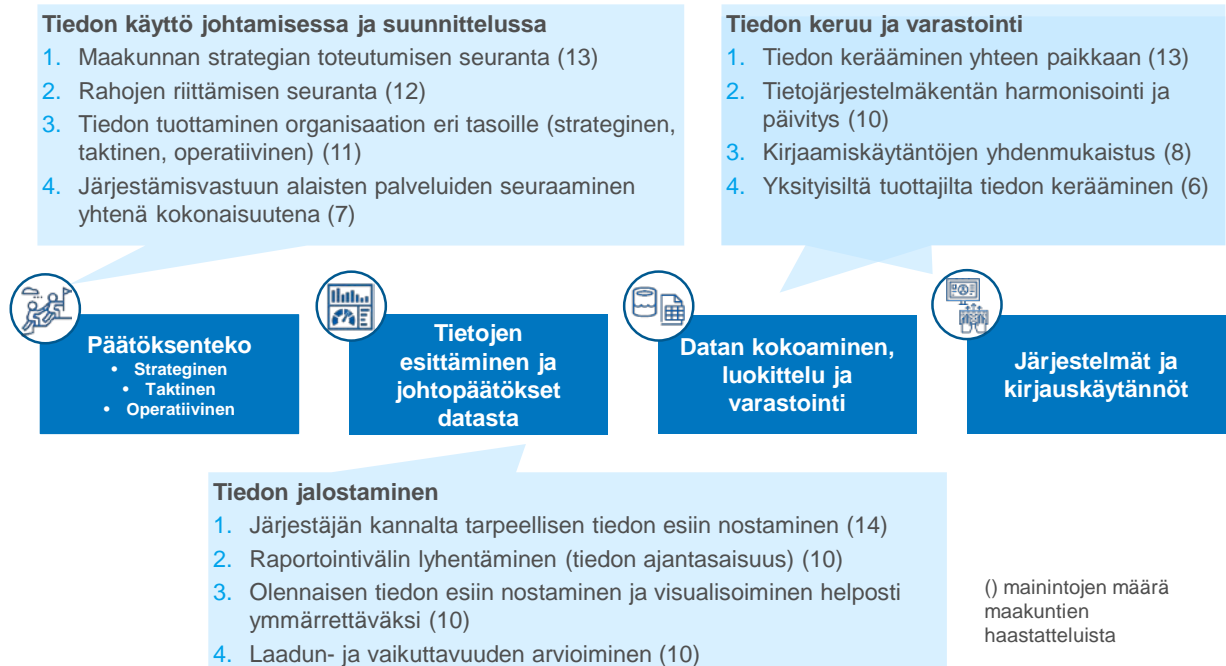 Tiedon käyttö johtamisessa ja suunnittelussa
1. Maakunnan strategian toteutumisen seuranta (13)
2. Rahojen riittämisen seuranta (12)
3. Tiedon tuottaminen organisaation eri tasoille (strateginen,
taktinen, operatiivinen) (11)
4. Järjestämisvastuun alaisten palveluiden seuraaminen
yhtenä kokonaisuutena (7)
Tiedon keruu ja varastointi
1. Tiedon kerääminen yhteen paikkaan (13)
2. Tietojärjestelmäkentän harmonisointi ja
päivitys (10)
3. Kirjaamiskäytäntöjen yhdenmukaistus (8)
4. Yksityisiltä tuottajilta tiedon kerääminen (6)
Päätöksenteko
• Strateginen
• Taktinen
• Operatiivinen
Tietojen
esittäminen ja
johtopäätökset
datasta
Datan kokoaminen,
luokittelu ja
varastointi
Järjestelmät ja
kirjauskäytännöt
Tiedon jalostaminen
1. Järjestäjän kannalta tarpeellisen tiedon esiin nostaminen (14)
2. Raportointivälin lyhentäminen (tiedon ajantasaisuus) (10)
3. Olennaisen tiedon esiin nostaminen ja visualisoiminen helposti
ymmärrettäväksi (10)
4. Laadun- ja vaikuttavuuden arvioiminen (10)
() mainintojen määrä
maakuntien
haastatteluista